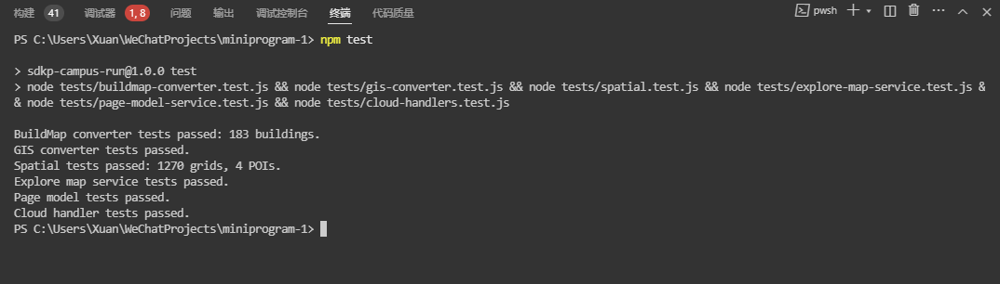 构建 41 调试器 1, 8 问题 输出 调试控制台 终端 代码质量 pwsh
PS C:\Users\Xuan\WeChatProjects\miniprogram-1> npm test
> sdkp-campus-run@1.0.0 test
> node tests/buildmap-converter.test.js && node tests/gis-converter.test.js && node tests/spatial.test.js && node tests/explore-map-service.test.js &
& node tests/page-model-service.test.js && node tests/cloud-handlers.test.js
BuildMap converter tests passed: 183 buildings.
GIS converter tests passed.
Spatial tests passed: 1270 grids, 4 POIs.
Explore map service tests passed.
Page model tests passed.
Cloud handler tests passed.
PS C:\Users\Xuan\WeChatProjects\miniprogram-1>